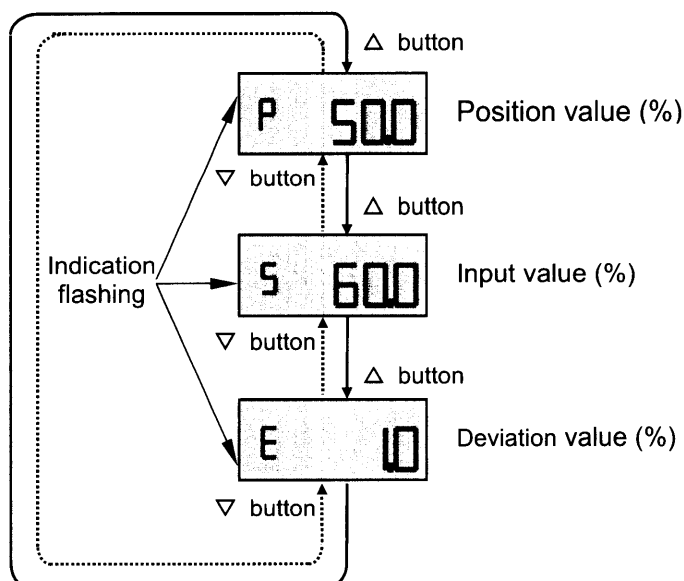 △ button
P 50.0 Position value (%)
▽ button
△ button
Indication
flashing
S 60.0 Input value (%)
▽ button
△ button
E 1.0 Deviation value (%)
▽ button